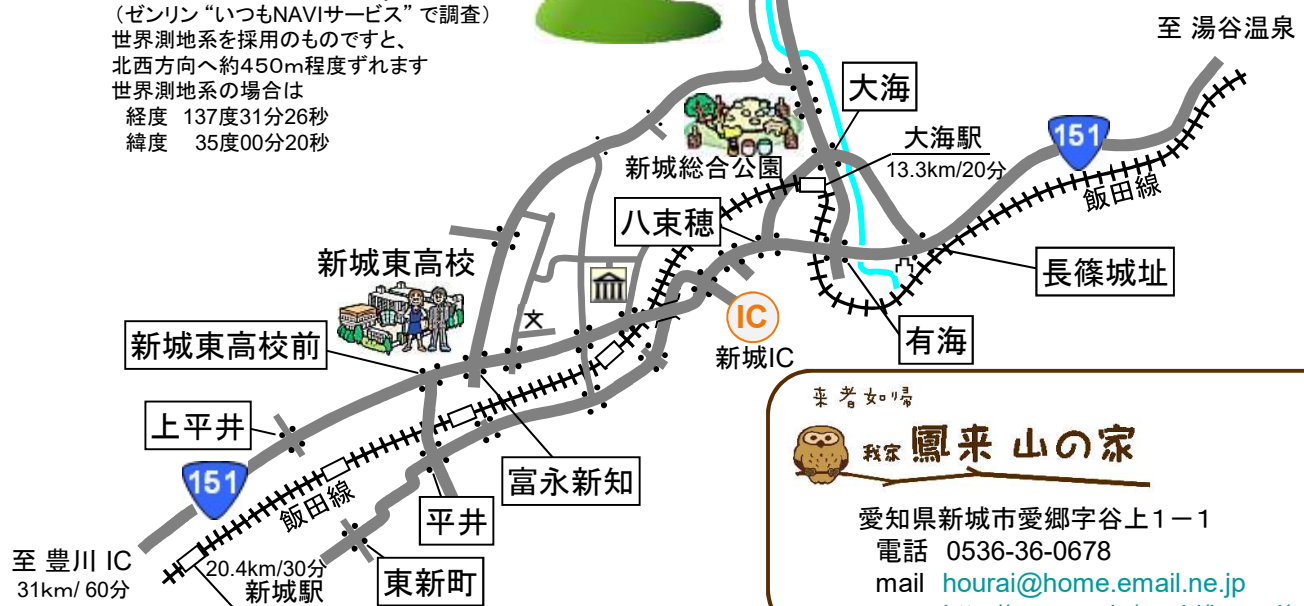 （ゼンリン “いつもNAVIサービス” で調査）
世界測地系を採用のものですと、
北西方向へ約450ｍ程度ずれます
世界測地系の場合は
経度 137度31分26秒
緯度 35度00分20秒
至 湯谷温泉
大海
大海駅
13.3km/20分
151
飯田線
新城総合公園
八束穂
長篠城址
新城東高校
文
IC
新城IC
有海
新城東高校前
上平井
151
飯田線
富永新知
平井
東新町
至 豊川 IC
31km/ 60分
20.4km/30分
新城駅
来者如帰
我家 鳳来 山の家
愛知県新城市愛郷字谷上１－１
電話 0536-36-0678
mail hourai@home.email.ne.jp